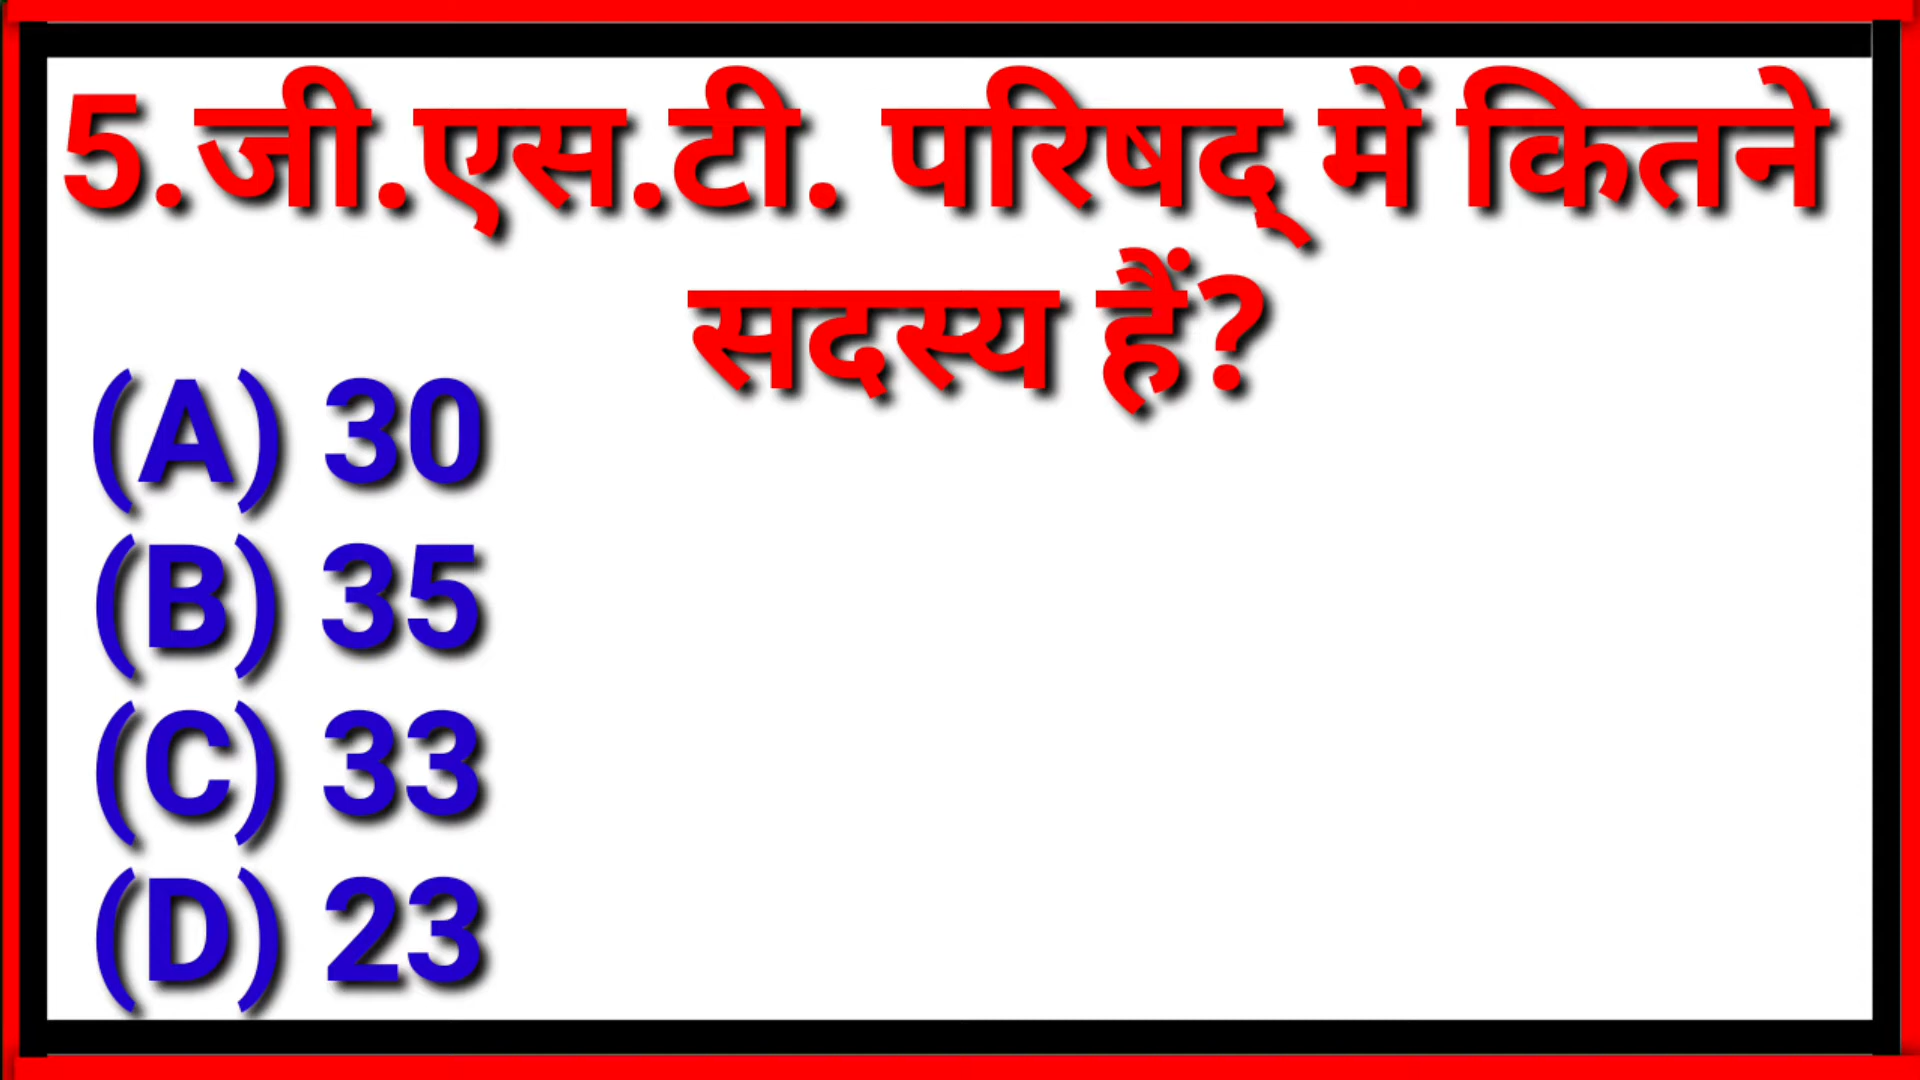 5.जी.एस.टी. परिषद् में कितने
सदस्य हैं?
(A) 30
(B) 35
(C) 33
(D) 23